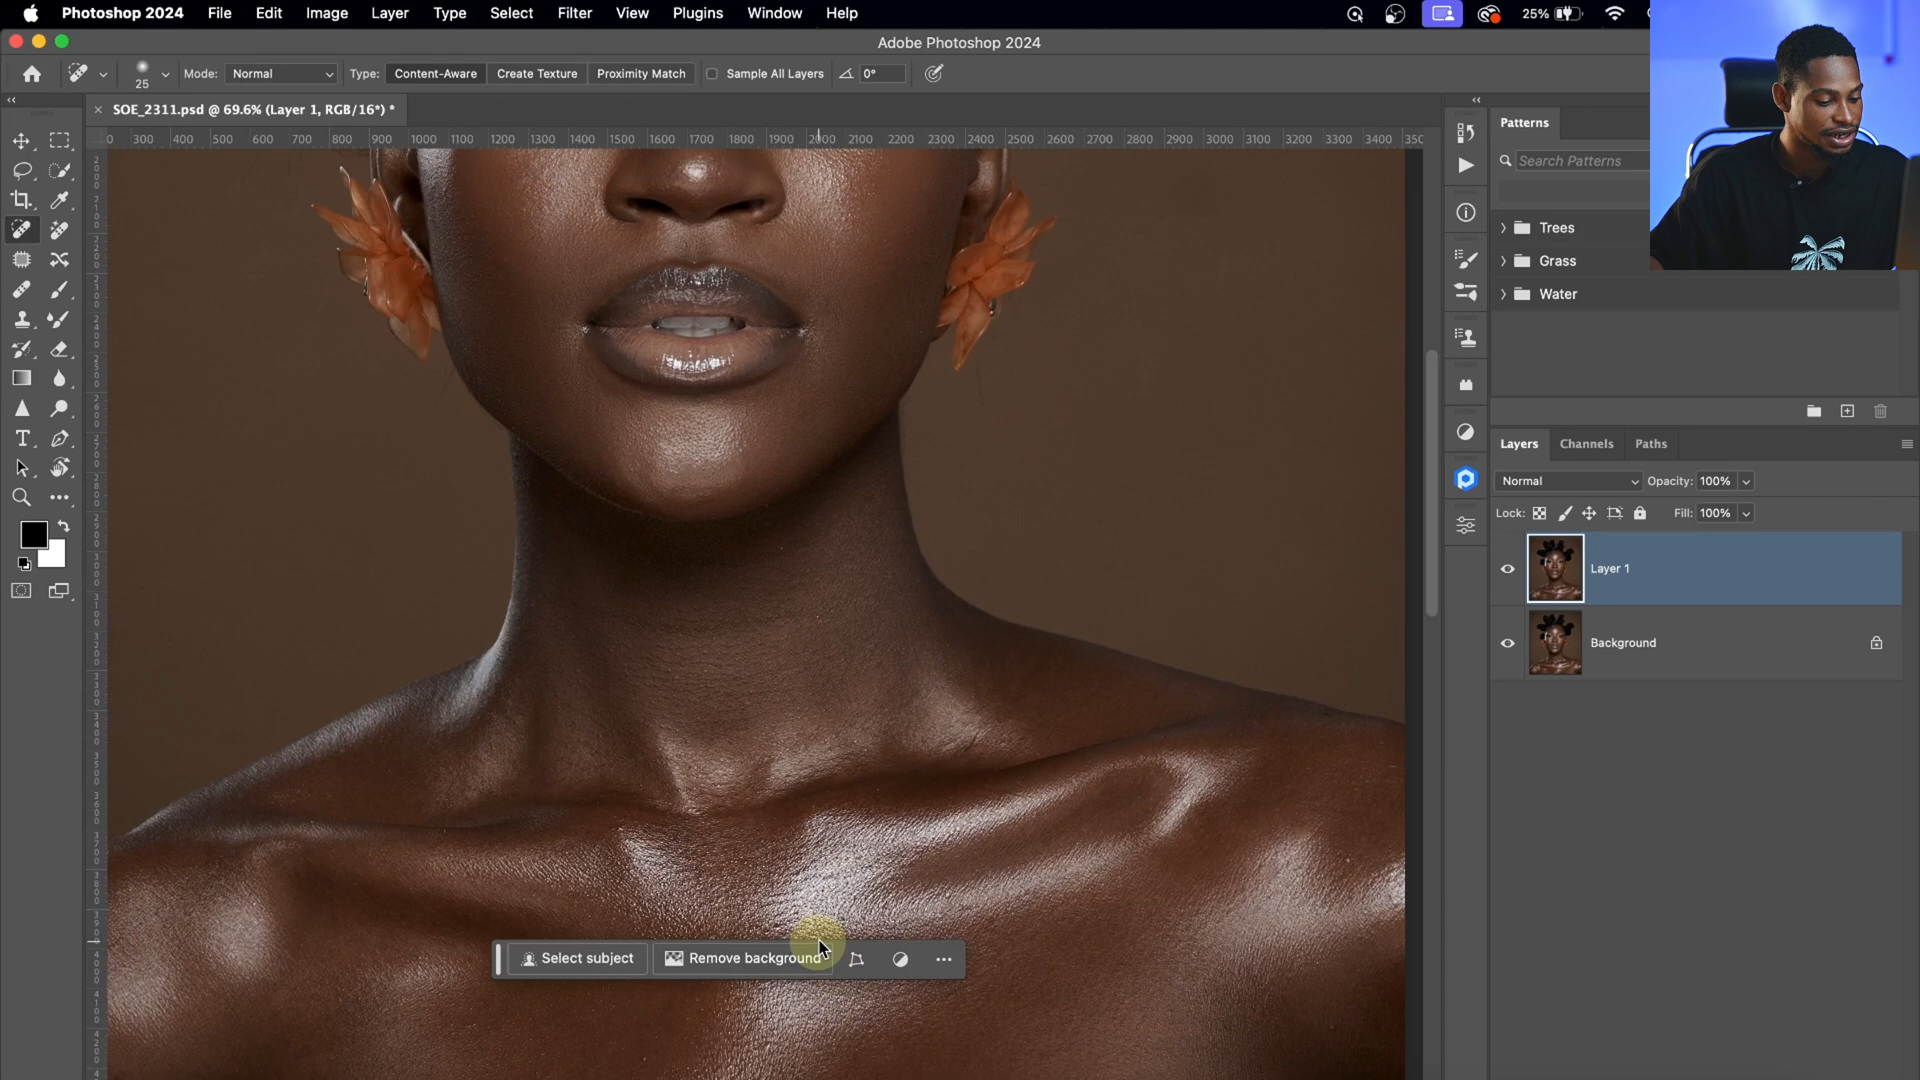 Photoshop 2024 File Edit Image Layer Type Select Filter View Plugins Window Help 25%
Adobe Photoshop 2024
25 Mode: Normal Type: Content-Aware Create Texture Proximity Match Sample All Layers 0°
SOE_2311.psd @ 69.6% (Layer 1, RGB/16*) *
0 300 400 500 600 700 800 900 1000 1100 1200 1300 1400 1500 1600 1700 1800 1900 2000 2100 2200 2300 2400 2500 2600 2700 2800 2900 3000 3100 3200 3300 3400 350
Patterns
Search Patterns
Trees
Grass
Water
Layers Channels Paths
Normal Opacity: 100%
Lock: Fill: 100%
Layer 1
Background
Select subject Remove background
T